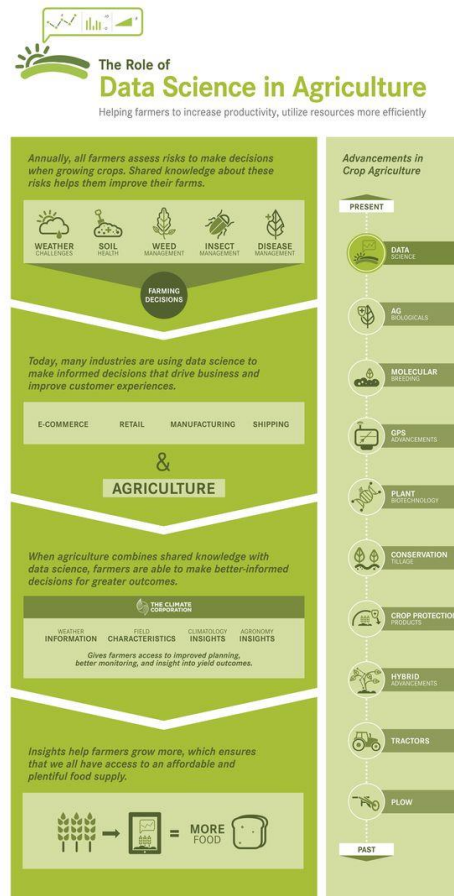 The Role of
Data Science in Agriculture
Helping farmers to increase productivity, utilize resources more efficiently
Annually, all farmers assess risks to make decisions
when growing crops. Shared knowledge about these
risks helps them improve their farms.
WEATHER
CHALLENGES
SOIL
HEALTH
WEED
MANAGEMENT
INSECT
MANAGEMENT
DISEASE
MANAGEMENT
FARMING
DECISIONS
Today, many industries are using data science to
make informed decisions that drive business and
improve customer experiences.
E-COMMERCE RETAIL MANUFACTURING SHIPPING
&
AGRICULTURE
When agriculture combines shared knowledge with
data science, farmers are able to make better-informed
decisions for greater outcomes.
THE CLIMATE
CORPORATION
WEATHER
INFORMATION
FIELD
CHARACTERISTICS
CLIMATOLOGY
INSIGHTS
AGRONOMY
INSIGHTS
Gives farmers access to improved planning,
better monitoring, and insight into yield outcomes.
Insights help farmers grow more, which ensures
that we all have access to an affordable and
plentiful food supply.
= MORE
FOOD
Advancements in
Crop Agriculture
PRESENT
DATA
SCIENCE
AG
BIOLOGICALS
MOLECULAR
BREEDING
GPS
ADVANCEMENTS
PLANT
BIOTECHNOLOGY
CONSERVATION
TILLAGE
CROP PROTECTION
PRODUCTS
HYBRID
ADVANCEMENTS
TRACTORS
PLOW
PAST